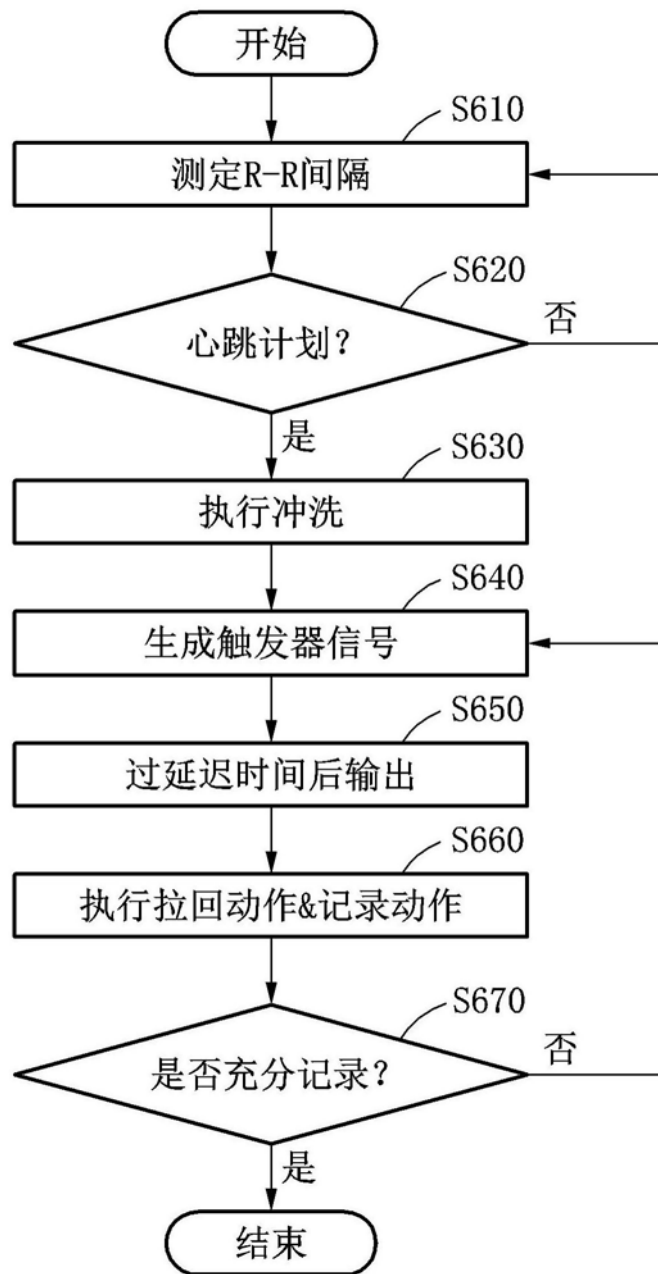 开始
S610
测定R-R间隔
S620
心跳计划?
否
是
S630
执行冲洗
S640
生成触发器信号
S650
过延迟时间后输出
S660
执行拉回动作&记录动作
S670
是否充分记录?
否
是
结束